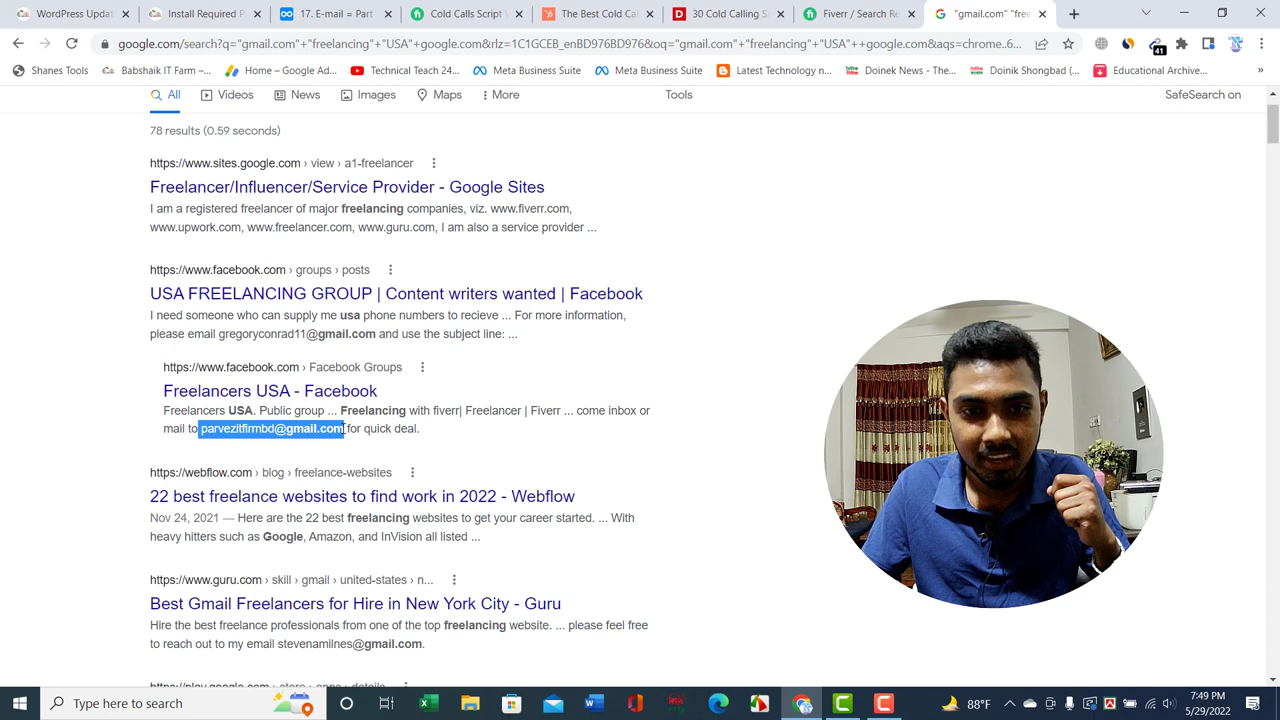 WordPress Updat
Install Require P
17. E-mail - Part
Cold Calls Script
The Best Cold Ca
30 Cold Calling S
Fiverr / Search Re
"gmail.com" "free
google.com/search?q="gmail.com"+"freelancing"+"USA"+google.com&rlz=1C1GCEB_enBD976BD976&oq="gmail.com"+"freelancing"+"USA"++google.com&aqs=chrome..6...
41
Shanes Tools
Babshaik IT Farm –...
Home – Google Ad...
Technical Teach 24...
Meta Business Suite
Meta Business Suite
Latest Technology n...
Doinek News - The...
Doinik Shongbad (...
Educational Archive...
»
All
Videos
News
Images
Maps
More
Tools
SafeSearch on
78 results (0.59 seconds)
https://www.sites.google.com › view › a1-freelancer
Freelancer/Influencer/Service Provider - Google Sites
I am a registered freelancer of major freelancing companies, viz. www.fiverr.com,
www.upwork.com, www.freelancer.com, www.guru.com, I am also a service provider ...
https://www.facebook.com › groups › posts
USA FREELANCING GROUP | Content writers wanted | Facebook
I need someone who can supply me usa phone numbers to recieve ... For more information,
please email gregoryconrad11@gmail.com and use the subject line: ...
https://www.facebook.com › Facebook Groups
Freelancers USA - Facebook
Freelancers USA. Public group ... Freelancing with fiverr| Freelancer | Fiverr ... come inbox or
mail to parvezitfirmbd@gmail.com for quick deal.
https://webflow.com › blog › freelance-websites
22 best freelance websites to find work in 2022 - Webflow
Nov 24, 2021 — Here are the 22 best freelancing websites to get your career started. ... With
heavy hitters such as Google, Amazon, and InVision all listed ...
https://www.guru.com › skill › gmail › united-states › n...
Best Gmail Freelancers for Hire in New York City - Guru
Hire the best freelance professionals from one of the top freelancing website. ... please feel free
to reach out to my email stevenamilnes@gmail.com.
https://play.google.com › store › apps › details
Type here to search
88°F
7:49 PM
5/29/2022